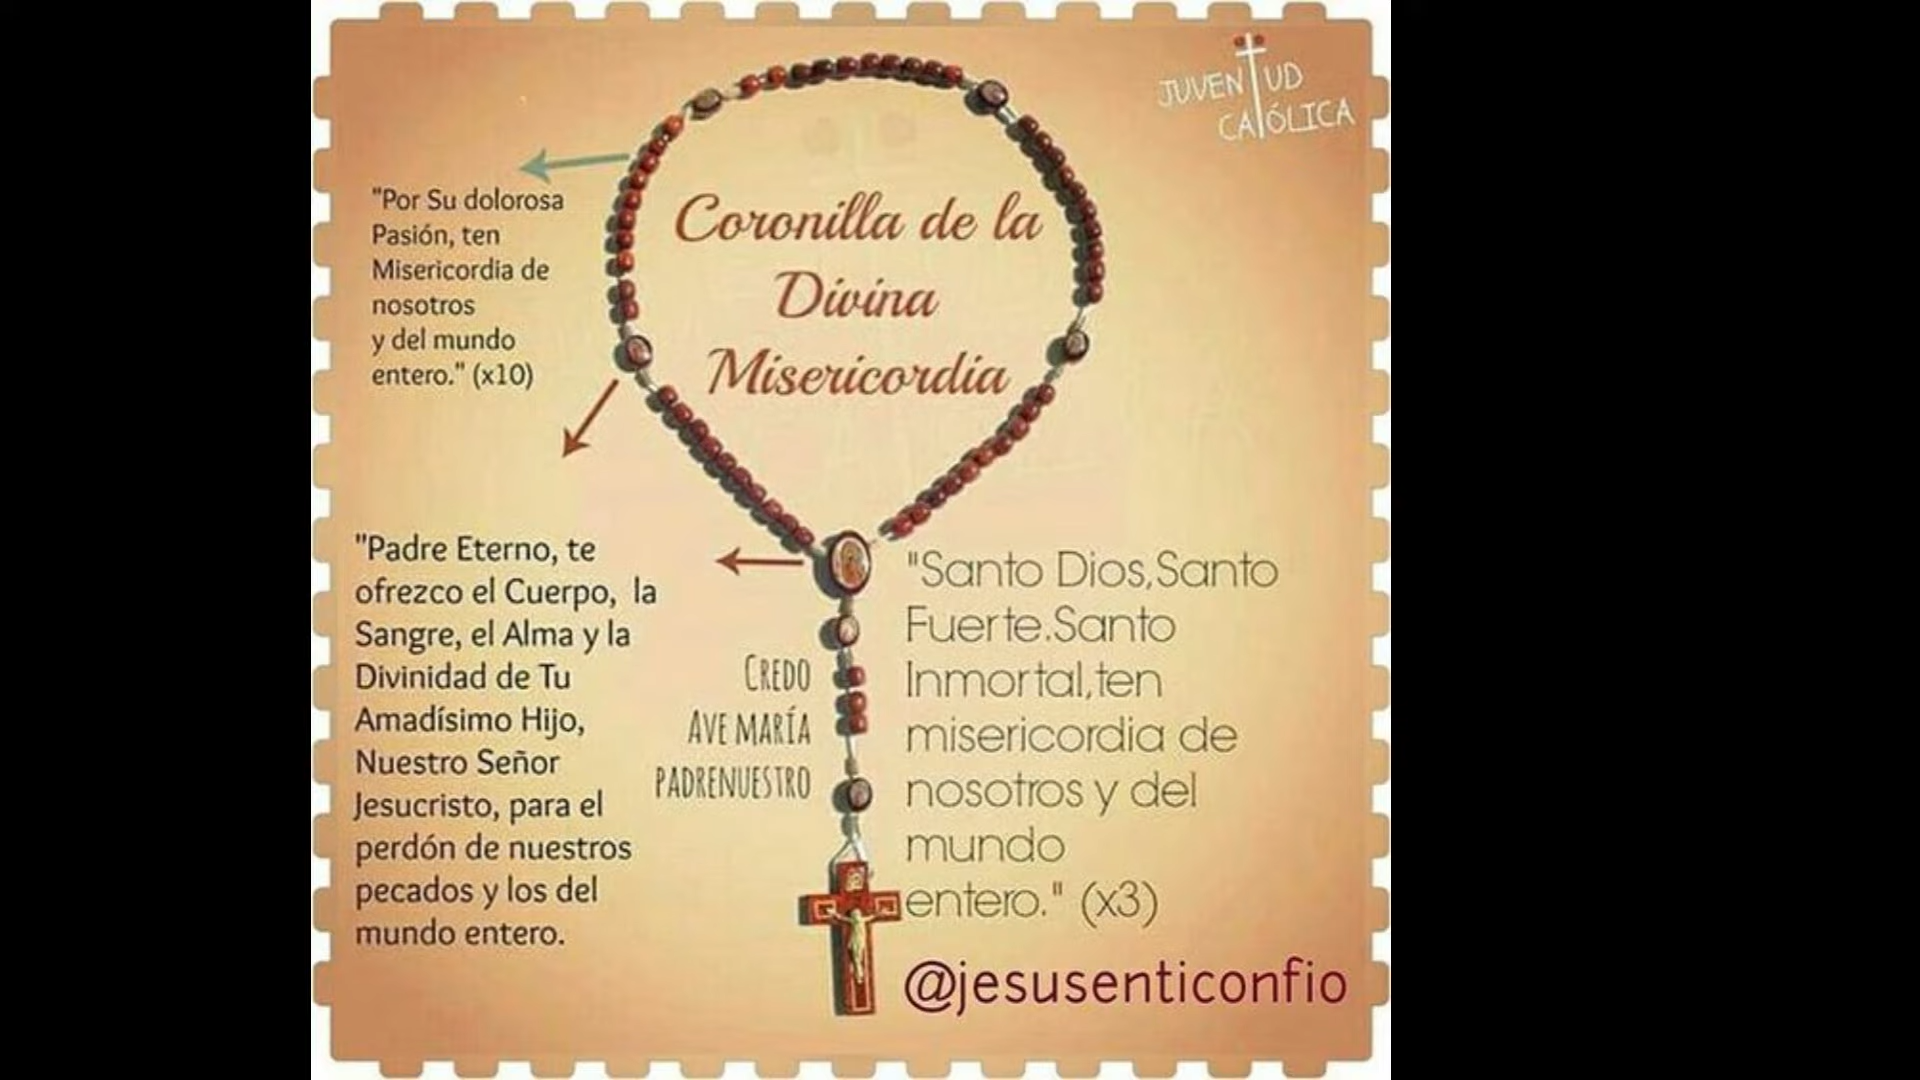 JUVENTUD
CATÓLICA
"Por Su dolorosa
Pasión, ten
Misericordia de
nosotros
y del mundo
entero." (x10)
Coronilla de la
Divina
Misericordia
"Padre Eterno, te
ofrezco el Cuerpo, la
Sangre, el Alma y la
Divinidad de Tu
Amadísimo Hijo,
Nuestro Señor
Jesucristo, para el
perdón de nuestros
pecados y los del
mundo entero.
CREDO
AVE MARÍA
PADRENUESTRO
"Santo Dios,Santo
Fuerte.Santo
Inmortal,ten
misericordia de
nosotros y del
mundo
entero." (x3)
@jesusenticonfio